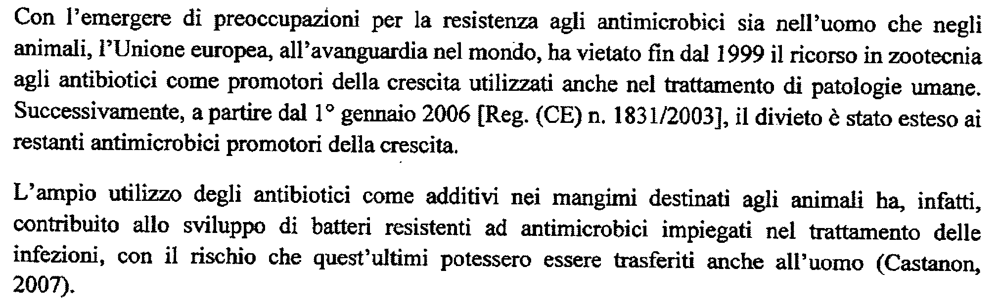 Con l'emergere di preoccupazioni per la resistenza agli antimicrobici sia nell'uomo che negli
animali, l'Unione europea, all'avanguardia nel mondo, ha vietato fin dal 1999 il ricorso in zootecnia
agli antibiotici come promotori della crescita utilizzati anche nel trattamento di patologie umane.
Successivamente, a partire dal 1° gennaio 2006 [Reg. (CE) n. 1831/2003], il divieto è stato esteso ai
restanti antimicrobici promotori della crescita.
L'ampio utilizzo degli antibiotici come additivi nei mangimi destinati agli animali ha, infatti,
contribuito allo sviluppo di batteri resistenti ad antimicrobici impiegati nel trattamento delle
infezioni, con il rischio che quest'ultimi potessero essere trasferiti anche all'uomo (Castanon,
2007).